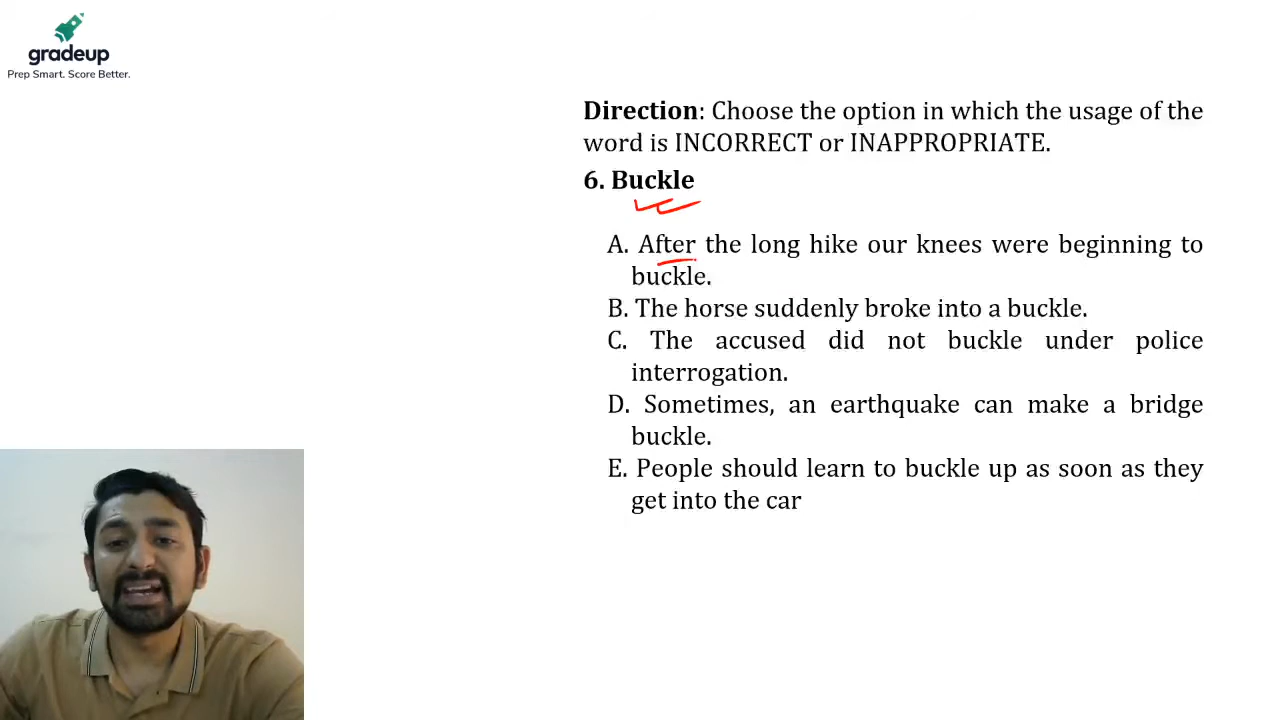 gradeup
Prep Smart. Score Better.
Direction: Choose the option in which the usage of the
word is INCORRECT or INAPPROPRIATE.
6. Buckle
A. After the long hike our knees were beginning to
buckle.
B. The horse suddenly broke into a buckle.
C. The accused did not buckle under police
interrogation.
D. Sometimes, an earthquake can make a bridge
buckle.
E. People should learn to buckle up as soon as they
get into the car